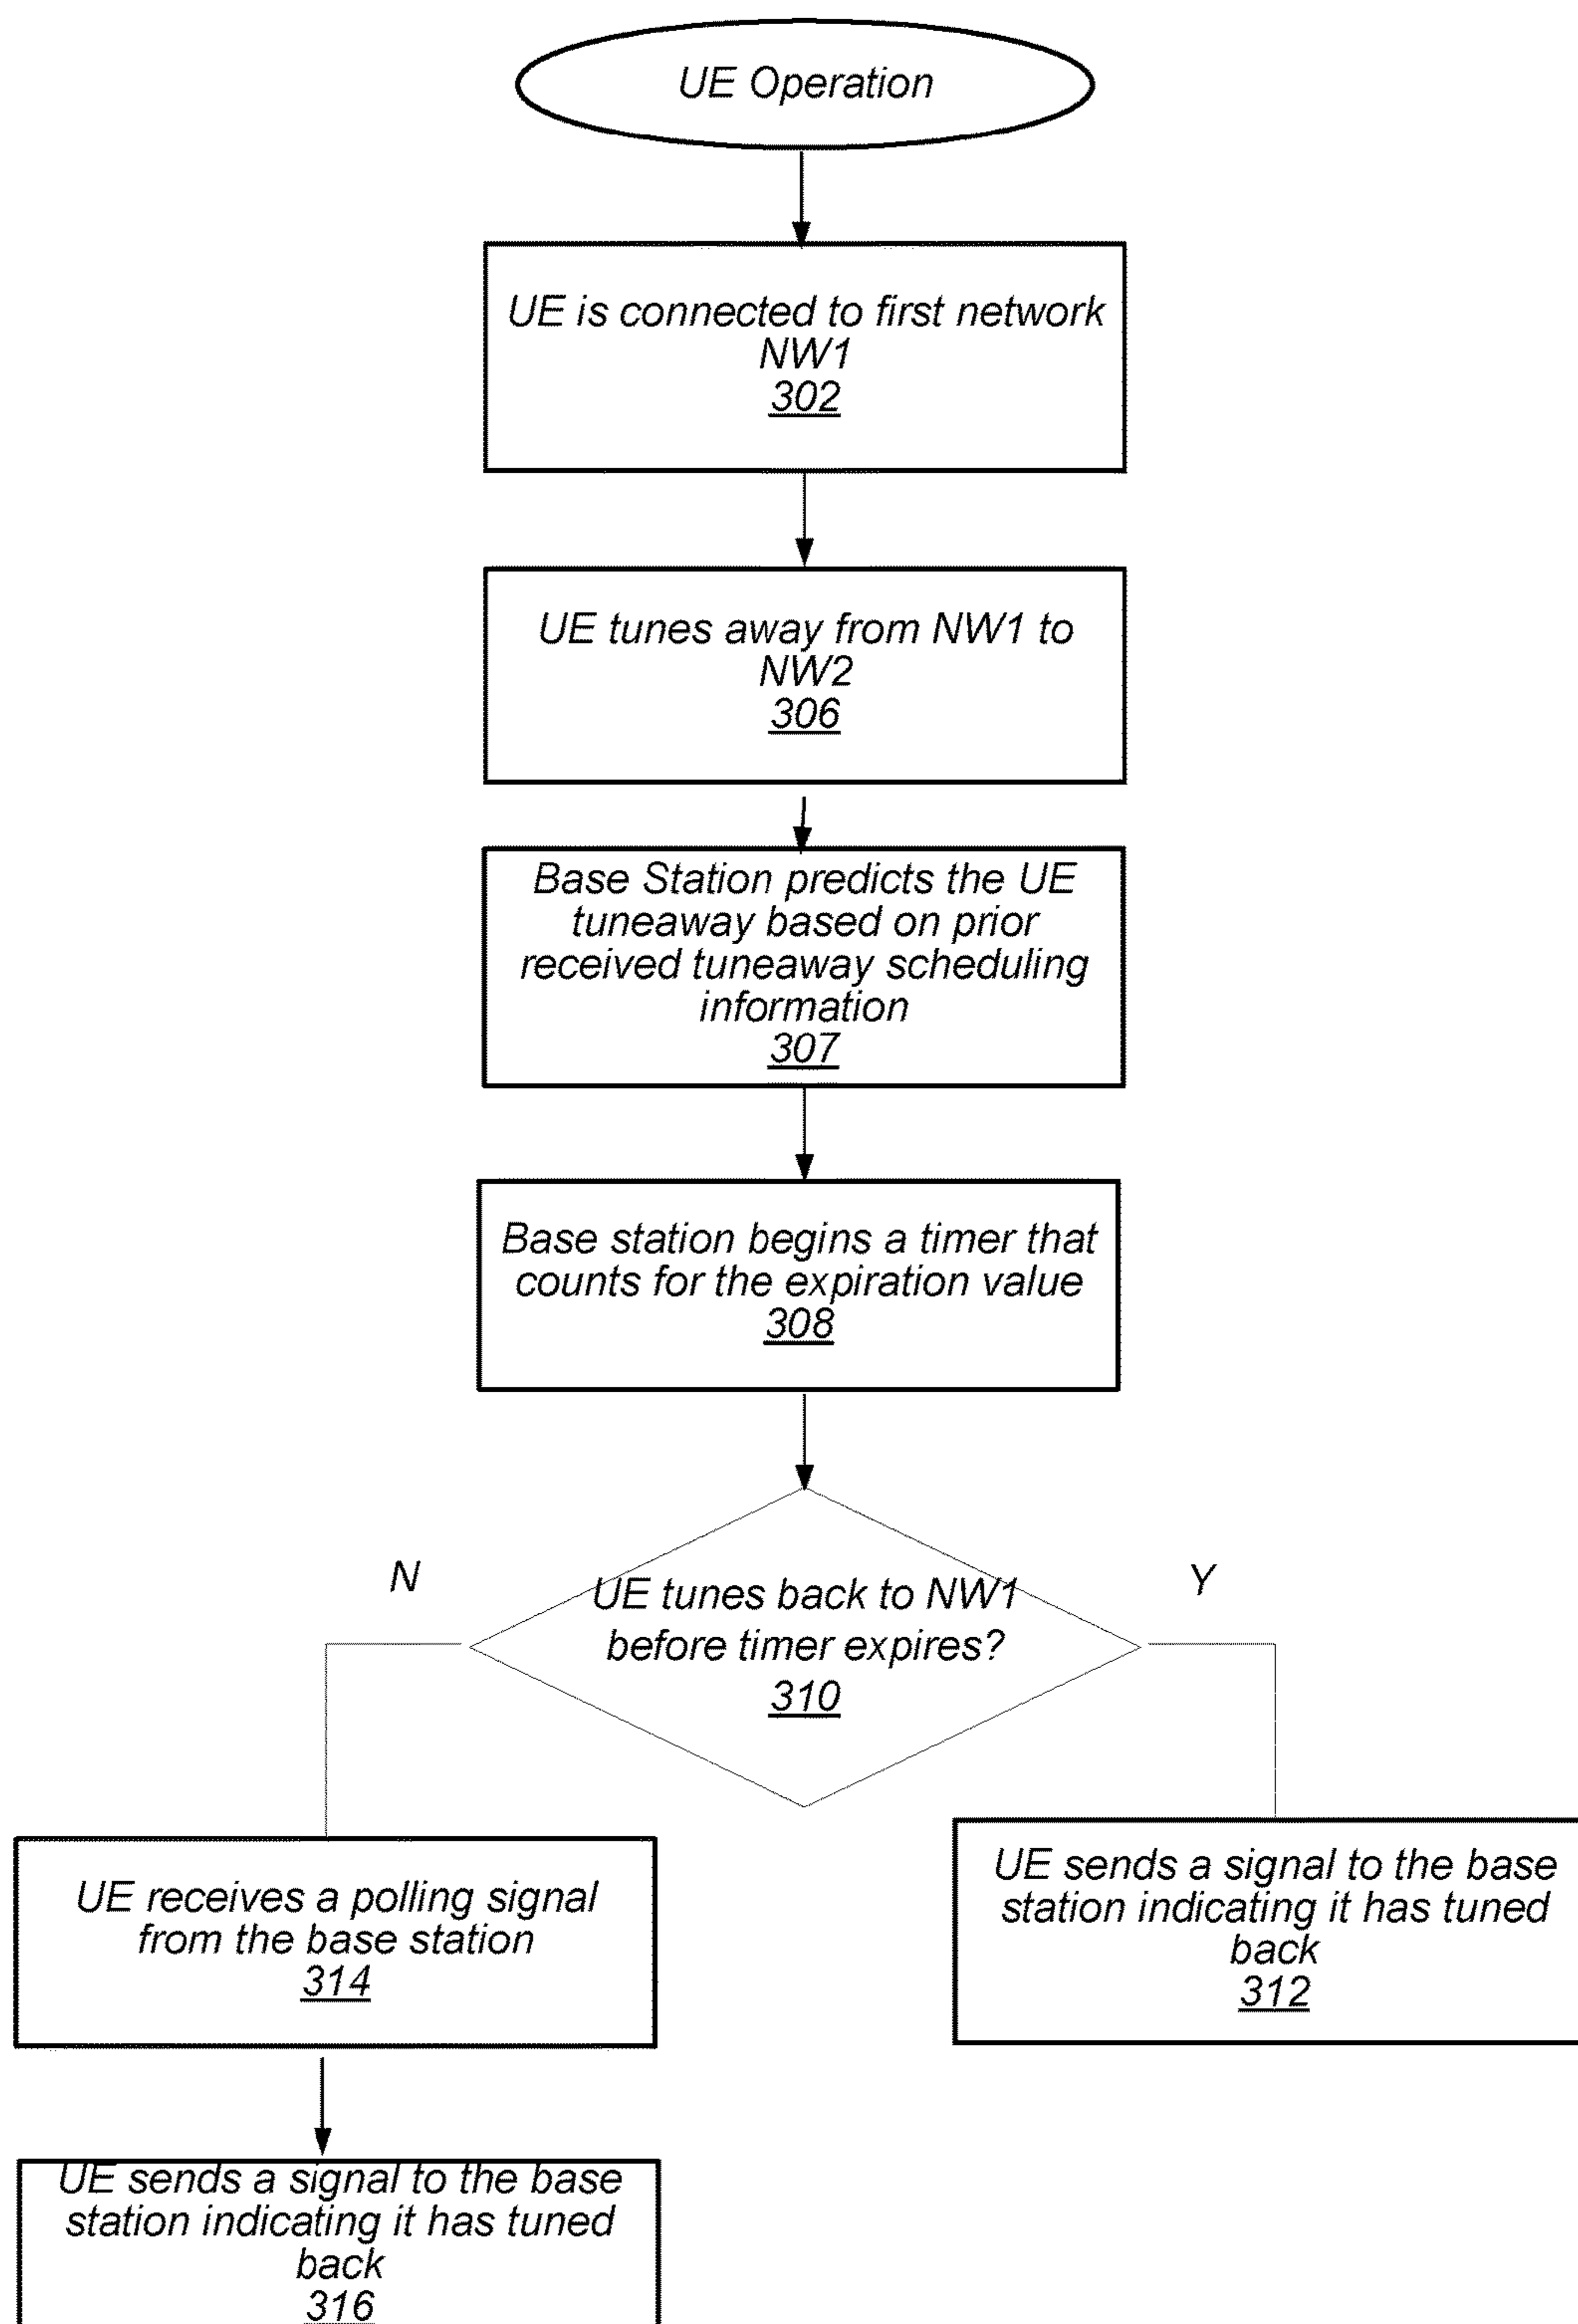 UE Operation
UE is connected to first network
NW1
302
UE tunes away from NW1 to
NW2
306
Base Station predicts the UE
tuneaway based on prior
received tuneaway scheduling
information
307
Base station begins a timer that
counts for the expiration value
308
N
Y
UE tunes back to NW1
before timer expires?
310
UE receives a polling signal
from the base station
314
UE sends a signal to the base
station indicating it has tuned
back
312
UE sends a signal to the base
station indicating it has tuned
back
316